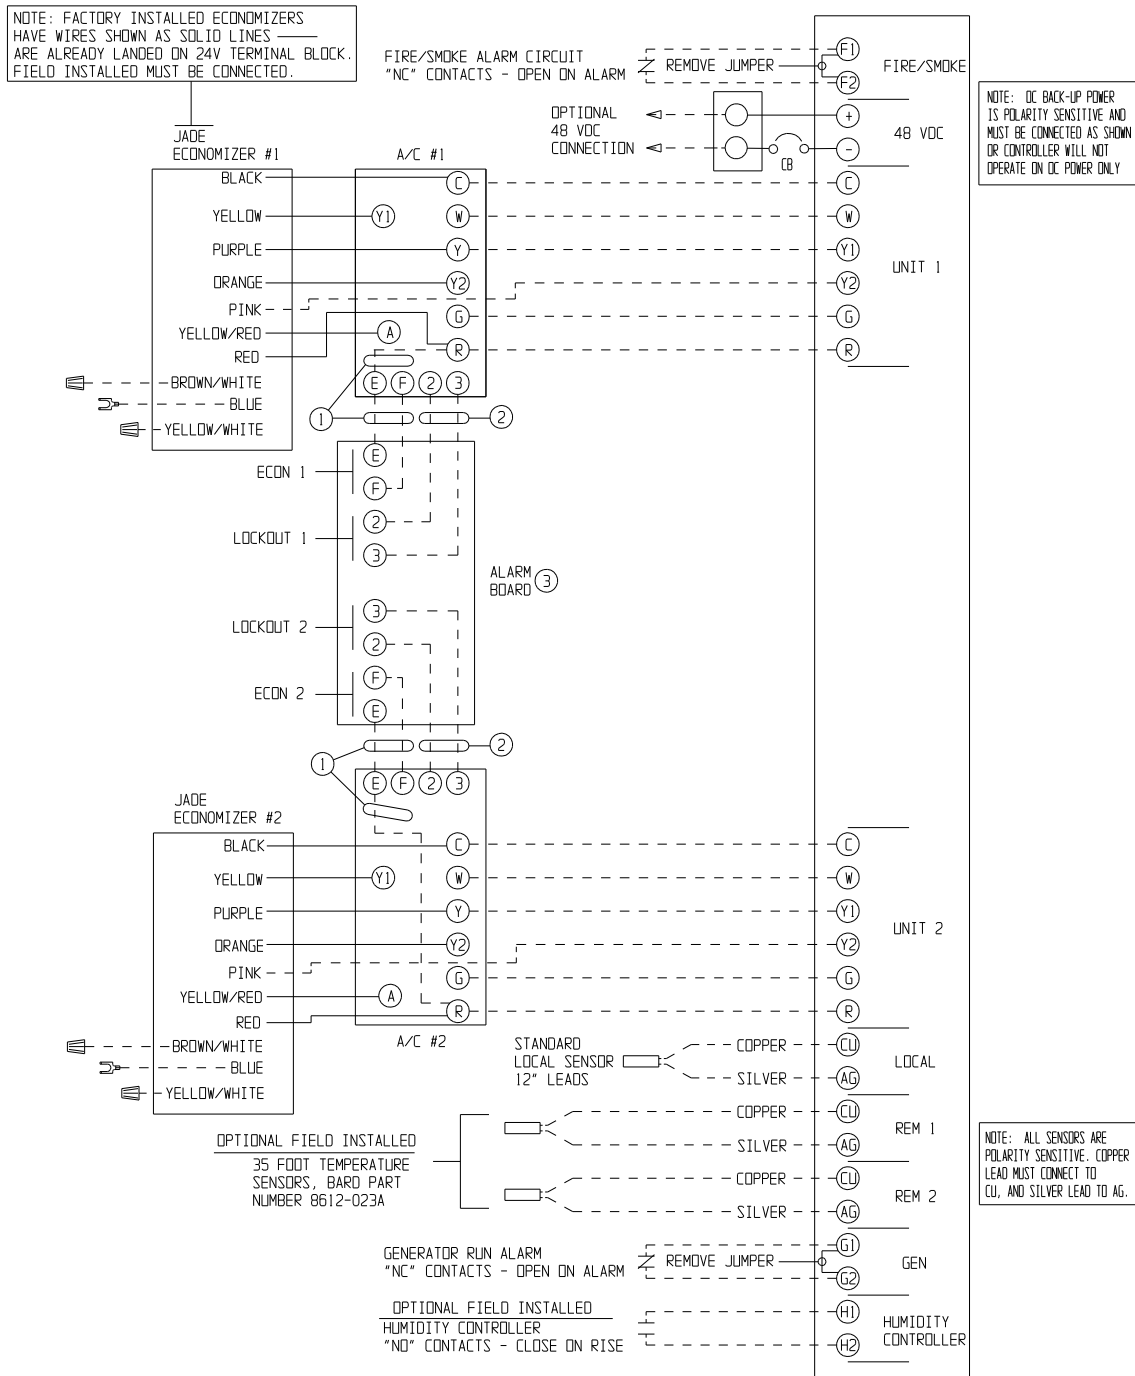 NOTE: FACTORY INSTALLED ECONOMIZERS
HAVE WIRES SHOWN AS SOLID LINES
ARE ALREADY LANDED ON 24V TERMINAL BLOCK.
FIELD INSTALLED MUST BE CONNECTED.
FIRE/SMOKE ALARM CIRCUIT
"NC" CONTACTS - OPEN ON ALARM
REMOVE JUMPER
F1
F2
FIRE/SMOKE
OPTIONAL
48 VDC
CONNECTION
CB
+
-
48 VDC
NOTE: DC BACK-UP POWER
IS POLARITY SENSITIVE AND
MUST BE CONNECTED AS SHOWN
OR CONTROLLER WILL NOT
OPERATE ON DC POWER ONLY
JADE
ECONOMIZER #1
A/C #1
BLACK
C
C
YELLOW
Y1
W
W
PURPLE
Y
Y1
UNIT 1
ORANGE
Y2
Y2
PINK
G
G
YELLOW/RED
A
RED
R
R
BROWN/WHITE
E
F
2
3
BLUE
YELLOW/WHITE
1
2
ECON 1
E
F
LOCKOUT 1
2
3
ALARM
BOARD
3
LOCKOUT 2
3
2
ECON 2
F
E
1
2
E
F
2
3
JADE
ECONOMIZER #2
BLACK
C
C
YELLOW
Y1
W
W
PURPLE
Y
Y1
UNIT 2
ORANGE
Y2
Y2
PINK
G
G
YELLOW/RED
A
RED
R
R
A/C #2
BROWN/WHITE
BLUE
YELLOW/WHITE
STANDARD
LOCAL SENSOR
12" LEADS
COPPER
CU
SILVER
AG
LOCAL
COPPER
CU
SILVER
AG
REM 1
OPTIONAL FIELD INSTALLED
35 FOOT TEMPERATURE
SENSORS, BARD PART
NUMBER 8612-023A
COPPER
CU
SILVER
AG
REM 2
NOTE: ALL SENSORS ARE
POLARITY SENSITIVE. COPPER
LEAD MUST CONNECT TO
CU, AND SILVER LEAD TO AG.
GENERATOR RUN ALARM
"NC" CONTACTS - OPEN ON ALARM
REMOVE JUMPER
G1
G2
GEN
OPTIONAL FIELD INSTALLED
HUMIDITY CONTROLLER
"NO" CONTACTS - CLOSE ON RISE
H1
H2
HUMIDITY
CONTROLLER